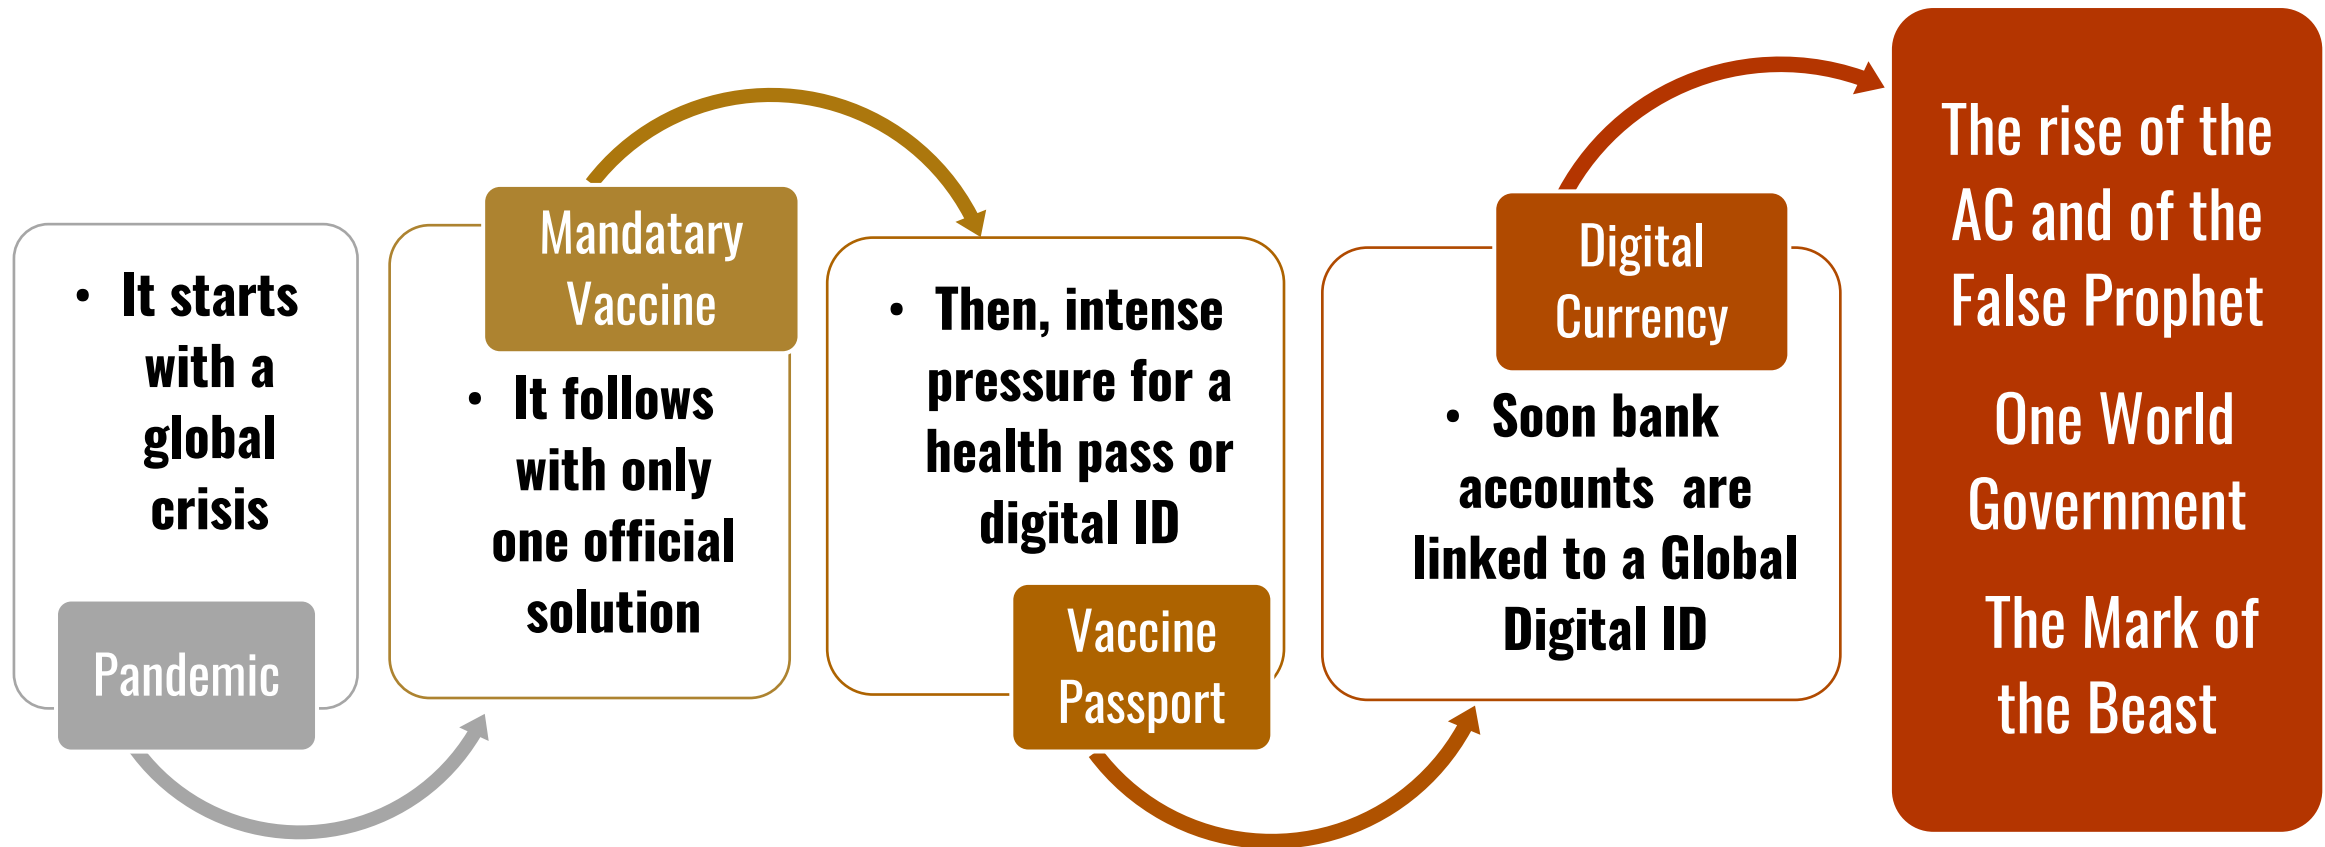 • It starts
with a
global
crisis
Pandemic
Mandatary
Vaccine
• It follows
with only
one official
solution
• Then, intense
pressure for a
health pass or
digital ID
Vaccine
Passport
Digital
Currency
• Soon bank
accounts are
linked to a Global
Digital ID
The rise of the
AC and of the
False Prophet
One World
Government
The Mark of
the Beast